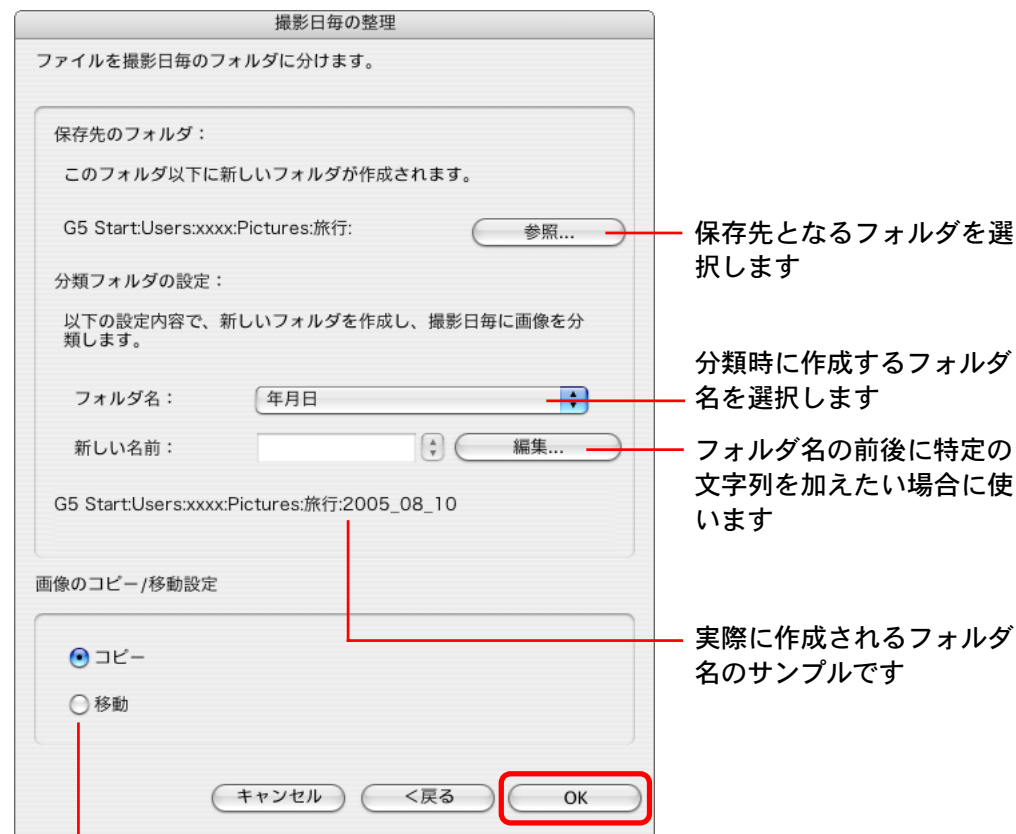 撮影日毎の整理
ファイルを撮影日毎のフォルダに分けます。
保存先のフォルダ：
このフォルダ以下に新しいフォルダが作成されます。
G5 Start:Users:xxxx:Pictures:旅行:
参照...
保存先となるフォルダを選
択します
分類フォルダの設定：
以下の設定内容で、新しいフォルダを作成し、撮影日毎に画像を分
類します。
フォルダ名：
年月日
分類時に作成するフォルダ
名を選択します
新しい名前：
編集...
フォルダ名の前後に特定の
文字列を加えたい場合に使
います
G5 Start:Users:xxxx:Pictures:旅行:2005_08_10
実際に作成されるフォルダ
名のサンプルです
画像のコピー/移動設定
コピー
移動
キャンセル
<戻る
OK